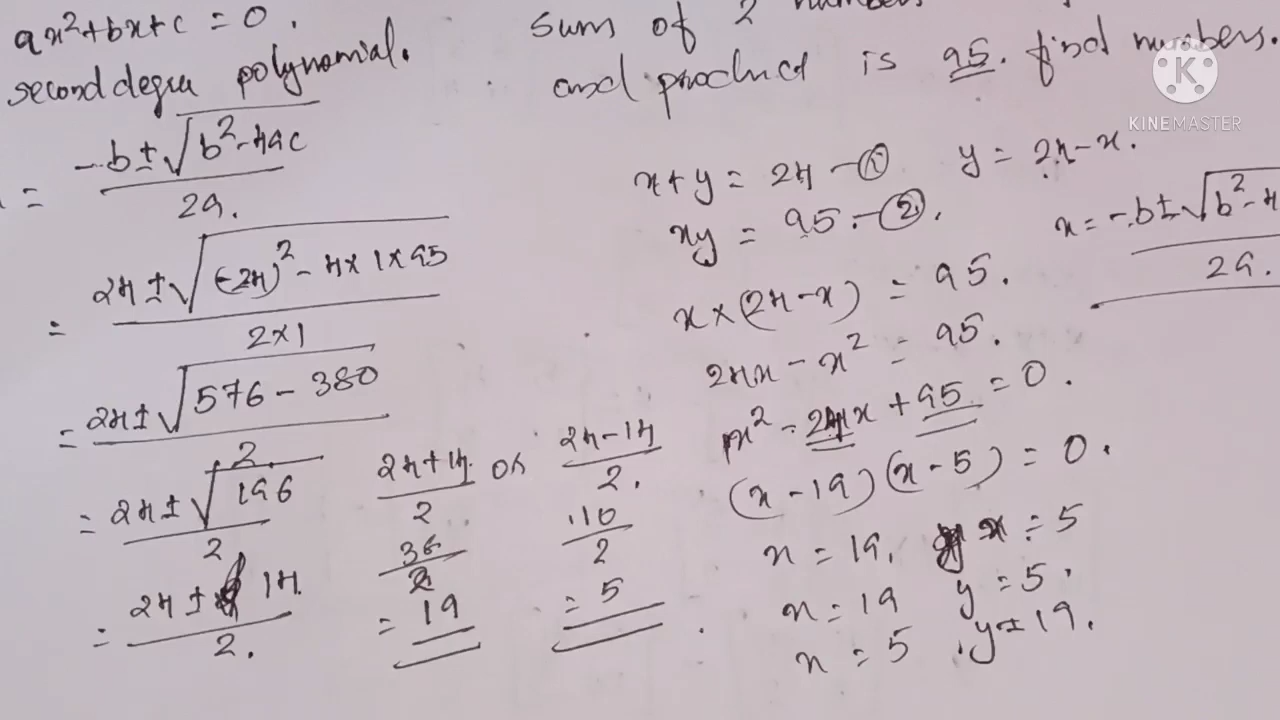 ax²+bx+c = 0.
second degree polynomial.
= -b ± √b²-4ac / 2a.
= 24 ± √(-24)² - 4×1×95 / 2×1
= 24 ± √576 - 380 / 2.
= 24 ± √196 / 2
= 24 ± 14 / 2.
24+14 / 2 or 24-14 / 2.
38 / 2 10 / 2
= 19 = 5
sum of 2 numbers
and product is 95. find numbers.
KINEMASTER
x+y = 24 - ① y = 24-x.
xy = 95. - ②.
x = -b ± √b²-4 / 2a.
x × (24-x) = 95.
24x - x² = 95.
x² - 24x + 95 = 0.
(x-19)(x-5) = 0.
x = 19, x = 5
x = 19 y = 5.
x = 5, y = 19.